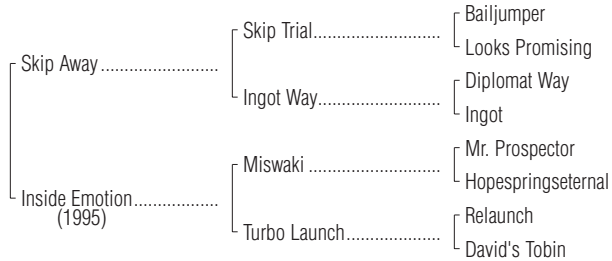 Bailjumper
Skip Trial
Looks Promising
Skip Away
Diplomat Way
Ingot Way
Ingot
Mr. Prospector
Miswaki
Hopespringseternal
Inside Emotion
(1995)
Relaunch
Turbo Launch
David's Tobin